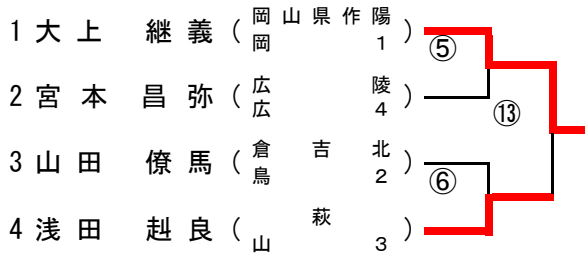 1 大上 継義 (岡山県作陽 岡 1) ⑤
2 宮本 昌弥 (広陵 広 4)
⑬
3 山田 僚馬 (倉吉北 鳥 2) ⑥
4 浅田 赳良 (萩 山 3)